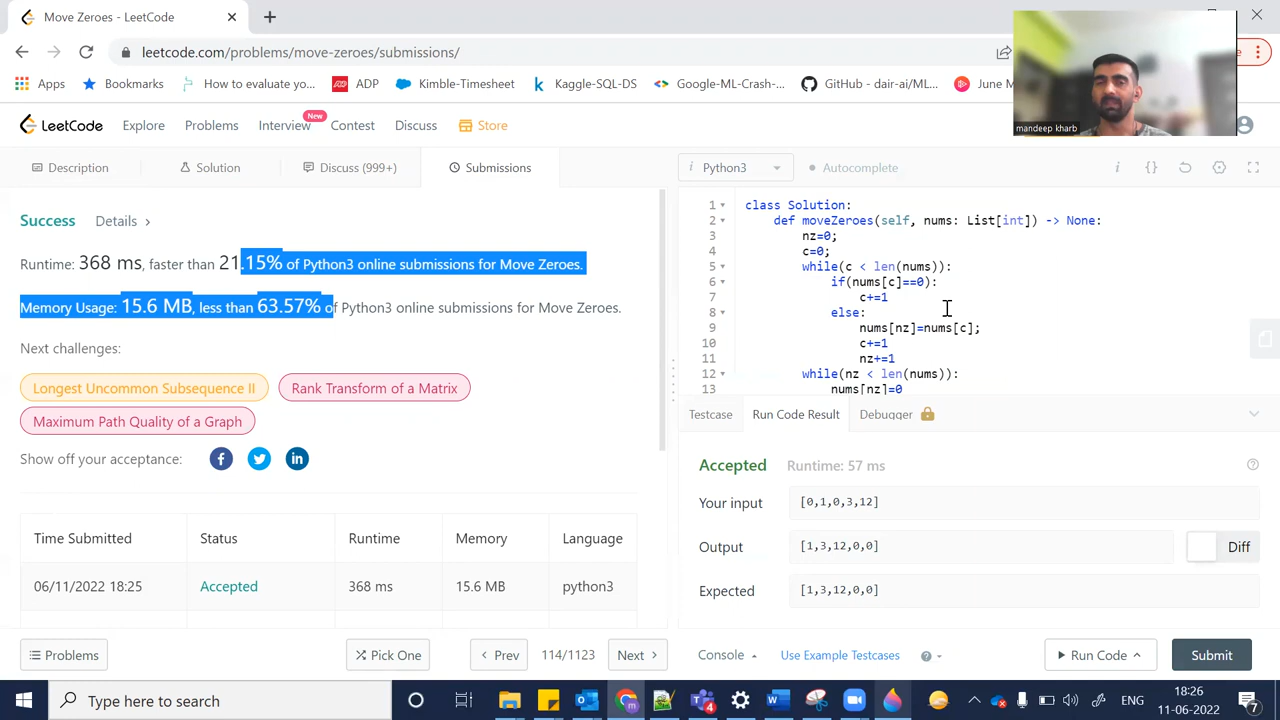 Move Zeroes - LeetCode
leetcode.com/problems/move-zeroes/submissions/
Apps
Bookmarks
How to evaluate yo...
ADP
Kimble-Timesheet
Kaggle-SQL-DS
Google-ML-Crash-...
GitHub - dair-ai/ML...
June M
mandeep kharb
LeetCode
Explore
Problems
Interview
New
Contest
Discuss
Store
Description
Solution
Discuss (999+)
Submissions
Python3
Autocomplete
Success
Details
Runtime: 368 ms, faster than 21.15% of Python3 online submissions for Move Zeroes.
Memory Usage: 15.6 MB, less than 63.57% of Python3 online submissions for Move Zeroes.
Next challenges:
Longest Uncommon Subsequence II
Rank Transform of a Matrix
Maximum Path Quality of a Graph
Show off your acceptance:
Time Submitted Status Runtime Memory Language
06/11/2022 18:25 Accepted 368 ms 15.6 MB python3
1 class Solution:
2 def moveZeroes(self, nums: List[int]) -> None:
3 nz=0;
4 c=0;
5 while(c < len(nums)):
6 if(nums[c]==0):
7 c+=1
8 else:
9 nums[nz]=nums[c];
10 c+=1
11 nz+=1
12 while(nz < len(nums)):
13 nums[nz]=0
Testcase
Run Code Result
Debugger
Accepted
Runtime: 57 ms
Your input
[0,1,0,3,12]
Output
[1,3,12,0,0]
Diff
Expected
[1,3,12,0,0]
Problems
Pick One
Prev
114/1123
Next
Console
Use Example Testcases
Run Code
Submit
Type here to search
4
ENG
18:26
11-06-2022
7